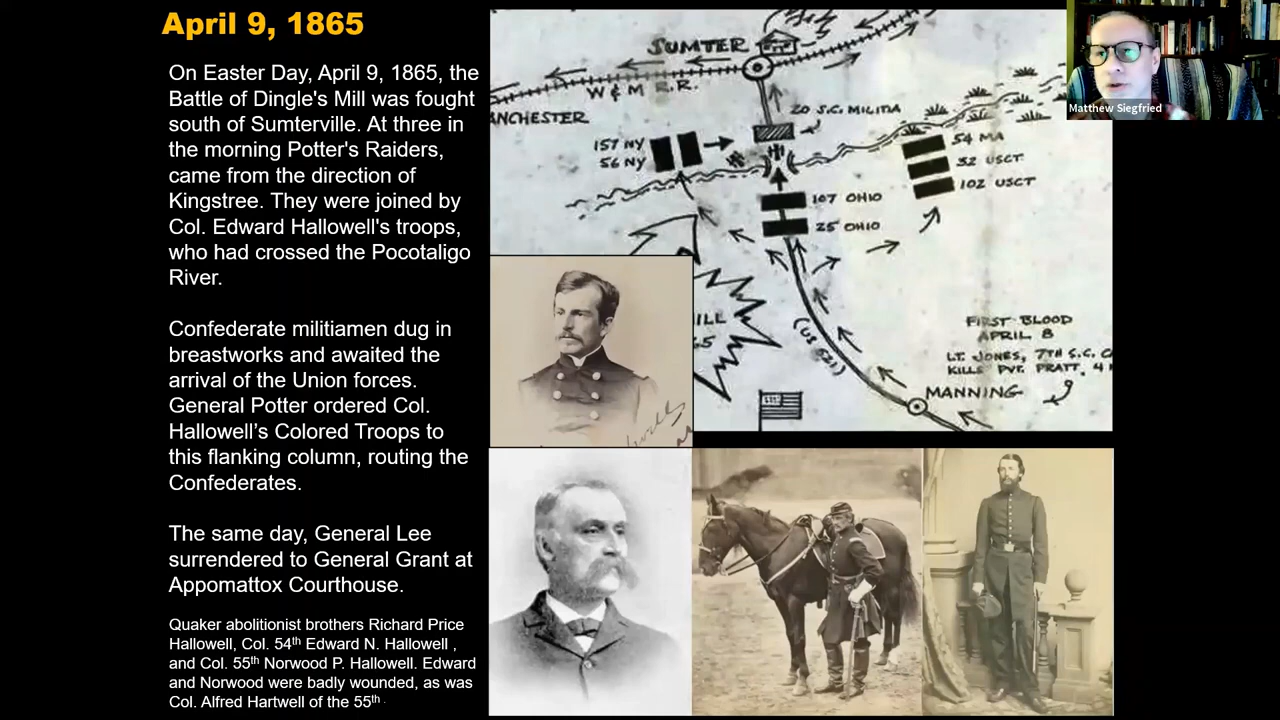 April 9, 1865
On Easter Day, April 9, 1865, the
Battle of Dingle's Mill was fought
south of Sumterville. At three in
the morning Potter's Raiders,
came from the direction of
Kingstree. They were joined by
Col. Edward Hallowell's troops,
who had crossed the Pocotaligo
River.
Confederate militiamen dug in
breastworks and awaited the
arrival of the Union forces.
General Potter ordered Col.
Hallowell’s Colored Troops to
this flanking column, routing the
Confederates.
The same day, General Lee
surrendered to General Grant at
Appomattox Courthouse.
Quaker abolitionist brothers Richard Price
Hallowell, Col. 54th Edward N. Hallowell ,
and Col. 55th Norwood P. Hallowell. Edward
and Norwood were badly wounded, as was
Col. Alfred Hartwell of the 55th .
SUMTER
W & M R.R.
ANCHESTER
20 S.C. MILITIA
157 NY
56 NY
54 MA
32 USCT
102 USCT
107 OHIO
25 OHIO
(US 521)
ILL
5
FIRST BLOOD
APRIL 8
LT. JONES, 7TH S.C. C
KILLS PVT. PRATT, 4
MANNING
Matthew Siegfried